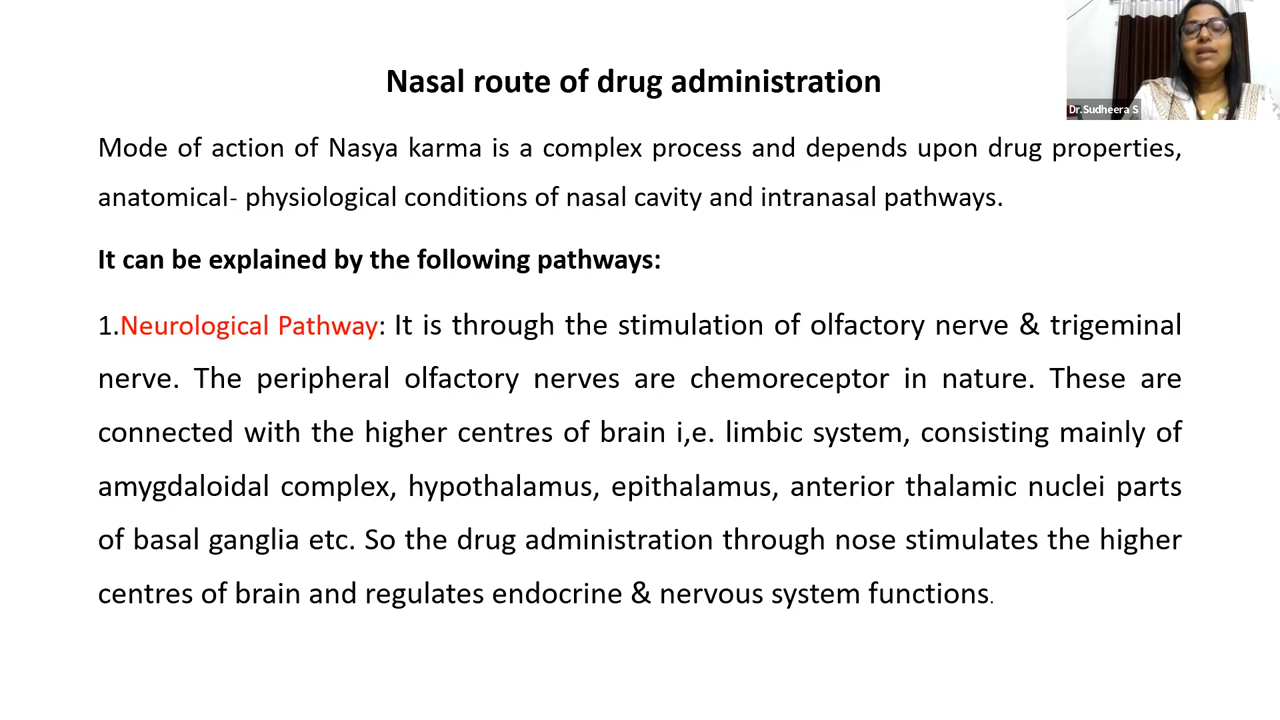 Nasal route of drug administration
Dr.Sudheera S
Mode of action of Nasya karma is a complex process and depends upon drug properties,
anatomical- physiological conditions of nasal cavity and intranasal pathways.
It can be explained by the following pathways:
1.Neurological Pathway: It is through the stimulation of olfactory nerve & trigeminal
nerve. The peripheral olfactory nerves are chemoreceptor in nature. These are
connected with the higher centres of brain i,e. limbic system, consisting mainly of
amygdaloidal complex, hypothalamus, epithalamus, anterior thalamic nuclei parts
of basal ganglia etc. So the drug administration through nose stimulates the higher
centres of brain and regulates endocrine & nervous system functions.